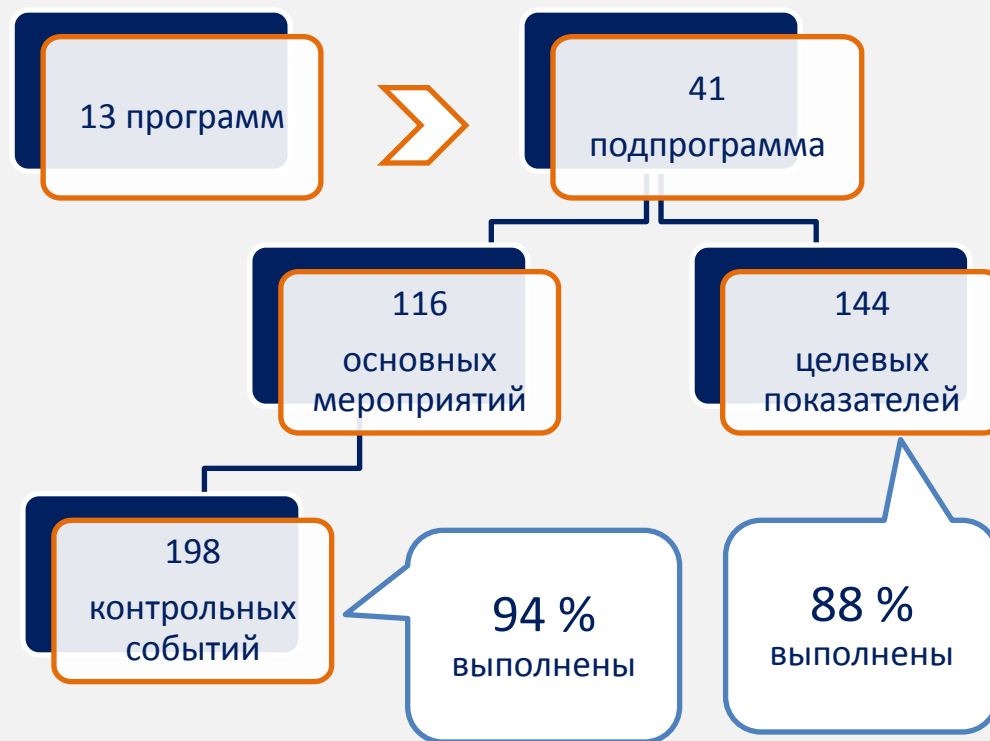 13 программ
41
подпрограмма
116
основных
мероприятий
144
целевых
показателей
198
контрольных
событий
94 %
выполнены
88 %
выполнены